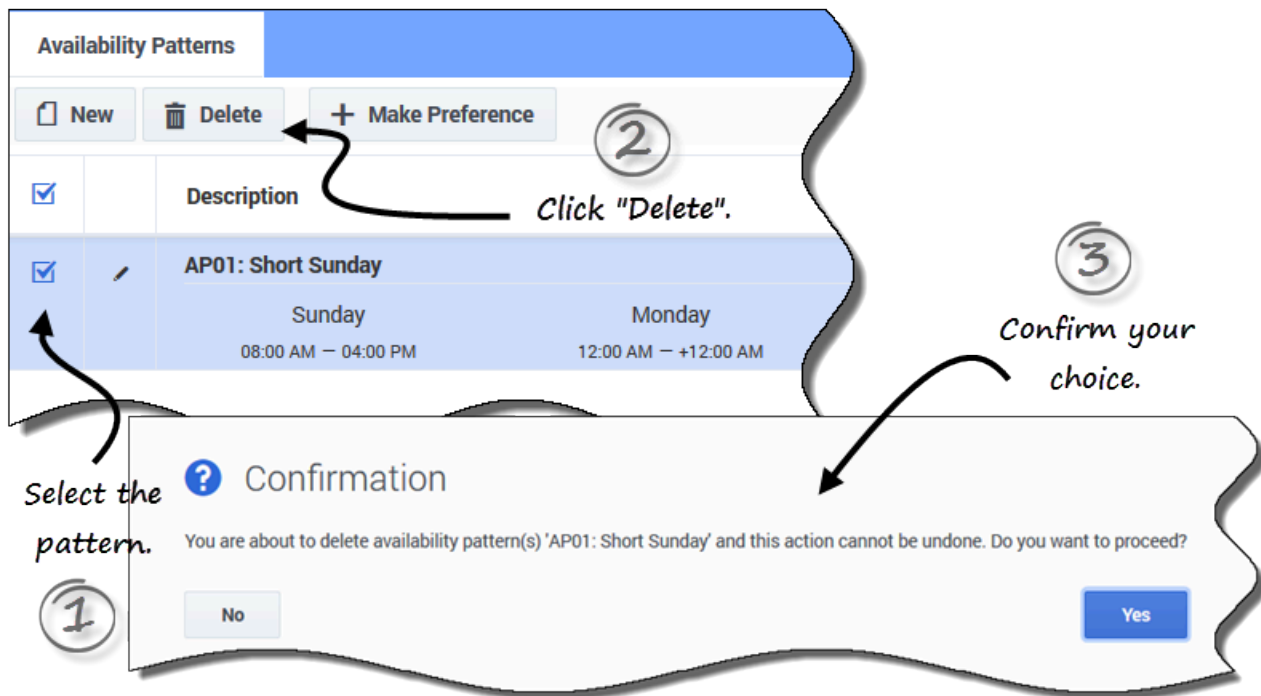 Availability Patterns
New Delete + Make Preference
2
Description
Click "Delete".
AP01: Short Sunday
Sunday Monday
08:00 AM — 04:00 PM 12:00 AM — +12:00 AM
3
Confirm your
choice.
Select the
pattern.
1
? Confirmation
You are about to delete availability pattern(s) 'AP01: Short Sunday' and this action cannot be undone. Do you want to proceed?
No Yes